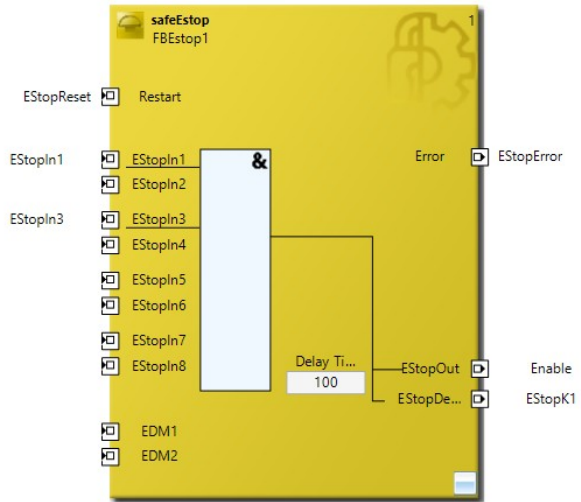 safeEstop
1
FBEstop1
EStopReset Restart
EStopIn1 EStopIn1 & Error EStopError
EStopIn2
EStopIn3 EStopIn3
EStopIn4
EStopIn5
EStopIn6
EStopIn7
EStopIn8
Delay Ti...
100
EStopOut Enable
EStopDe... EStopK1
EDM1
EDM2